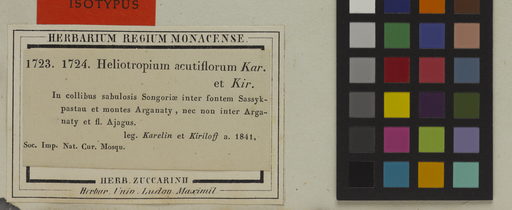 ISOTYPUS
HERBARIUM REGIUM MONACENSE.
1723. 1724. Heliotropium acutiflorum Kar.
et Kir.
In collibus sabulosis Songoriæ inter fontem Sassyk-
pastau et montes Arganaty, nec non inter Arga-
naty et fl. Ajagus.
leg. Karelin et Kiriloff a. 1841.
Soc. Imp. Nat. Cur. Mosqu.
HERB. ZUCCARINII
Herbar. Univ. Ludov. Maximil